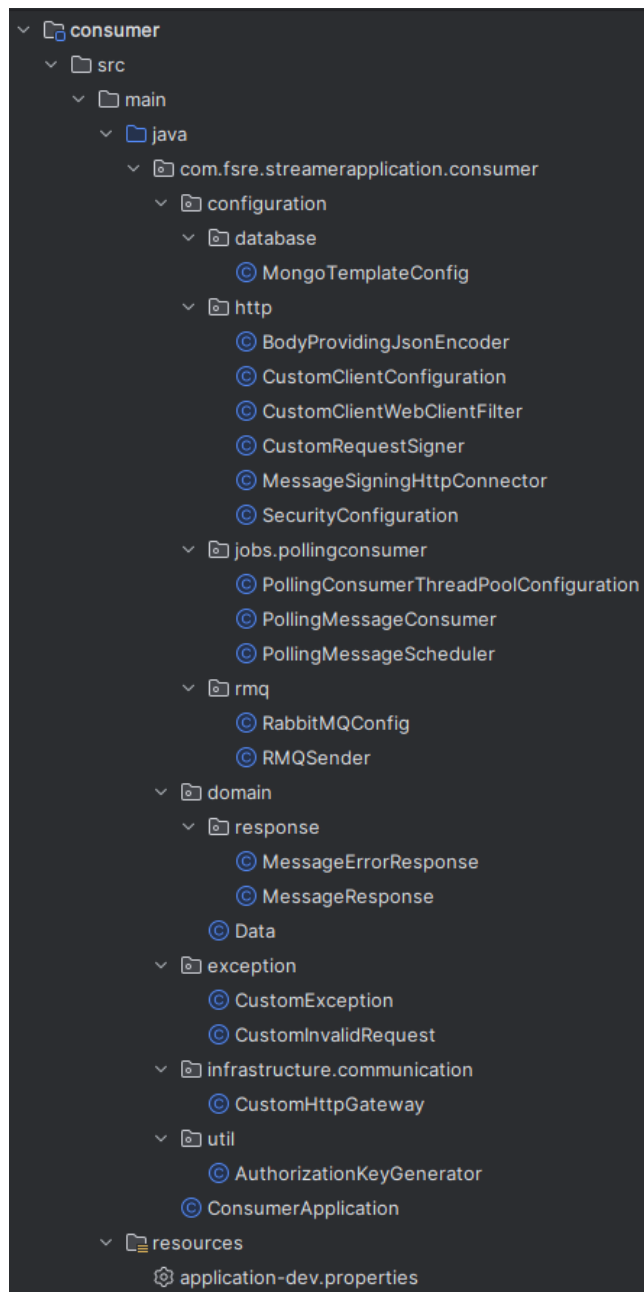 consumer
src
main
java
com.fsre.streamerapplication.consumer
configuration
database
MongoTemplateConfig
http
BodyProvidingJsonEncoder
CustomClientConfiguration
CustomClientWebClientFilter
CustomRequestSigner
MessageSigningHttpConnector
SecurityConfiguration
jobs.pollingconsumer
PollingConsumerThreadPoolConfiguration
PollingMessageConsumer
PollingMessageScheduler
rmq
RabbitMQConfig
RMQSender
domain
response
MessageErrorResponse
MessageResponse
Data
exception
CustomException
CustomInvalidRequest
infrastructure.communication
CustomHttpGateway
util
AuthorizationKeyGenerator
ConsumerApplication
resources
application-dev.properties